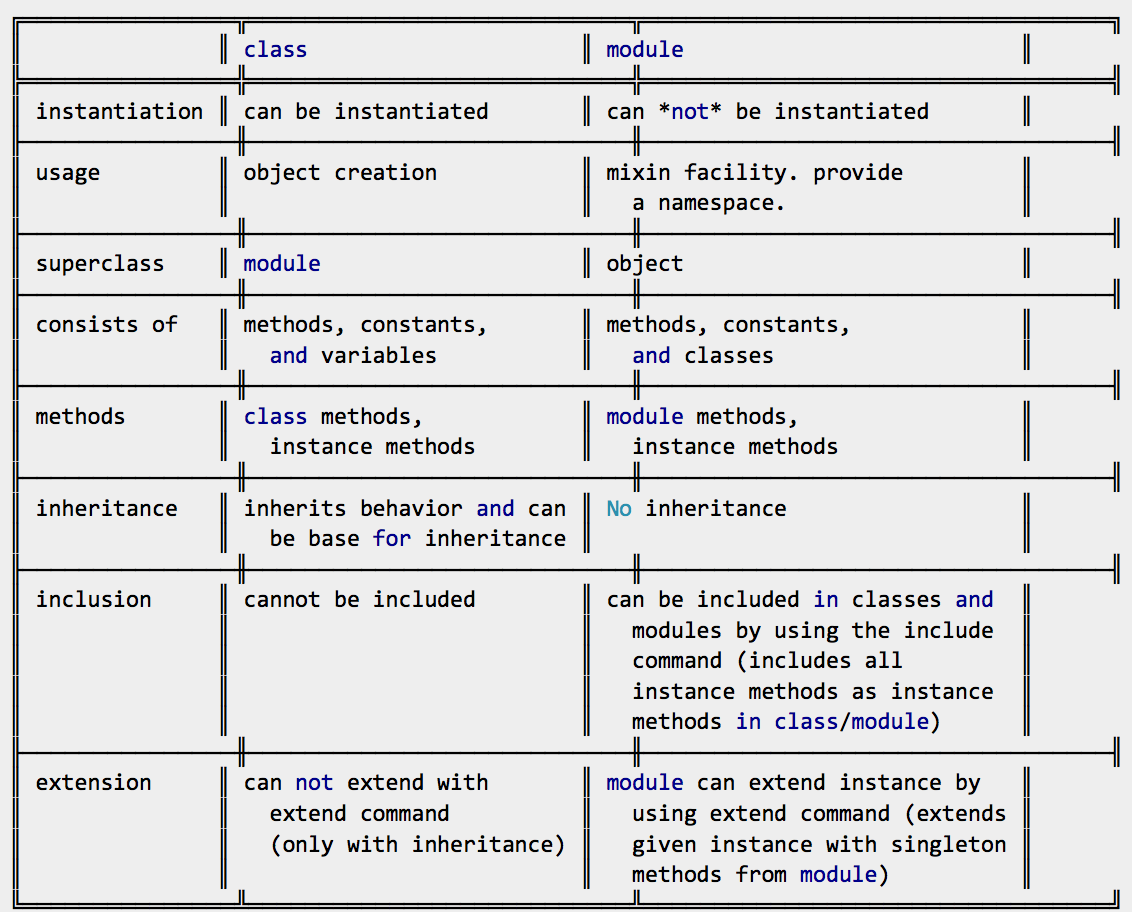 class module
instantiation can be instantiated can *not* be instantiated
usage object creation mixin facility. provide
a namespace.
superclass module object
consists of methods, constants, methods, constants,
and variables and classes
methods class methods, module methods,
instance methods instance methods
inheritance inherits behavior and can No inheritance
be base for inheritance
inclusion cannot be included can be included in classes and
modules by using the include
command (includes all
instance methods as instance
methods in class/module)
extension can not extend with module can extend instance by
extend command using extend command (extends
(only with inheritance) given instance with singleton
methods from module)